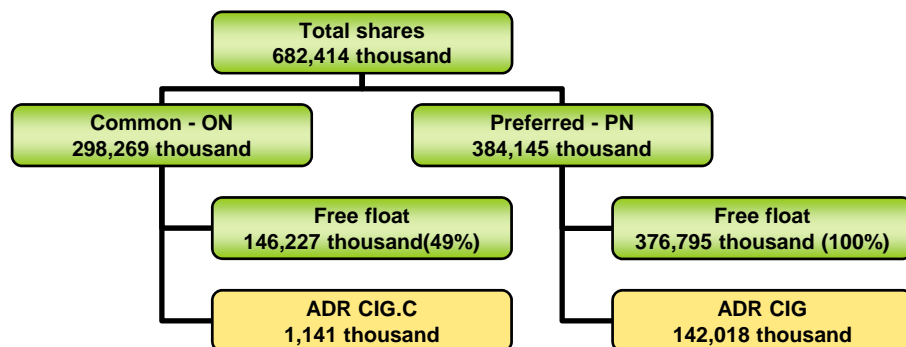 Total shares
682,414 thousand
Common - ON
298,269 thousand
Preferred - PN
384,145 thousand
Free float
146,227 thousand(49%)
Free float
376,795 thousand (100%)
ADR CIG.C
1,141 thousand
ADR CIG
142,018 thousand